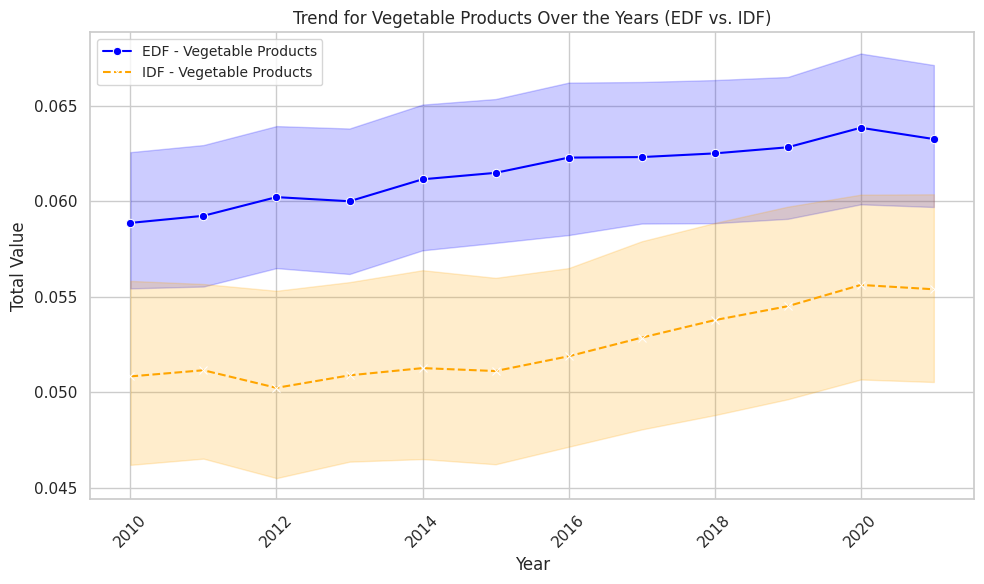 Trend for Vegetable Products Over the Years (EDF vs. IDF)
EDF - Vegetable Products
IDF - Vegetable Products
Total Value
0.065
0.060
0.055
0.050
0.045
2010
2012
2014
2016
2018
2020
Year